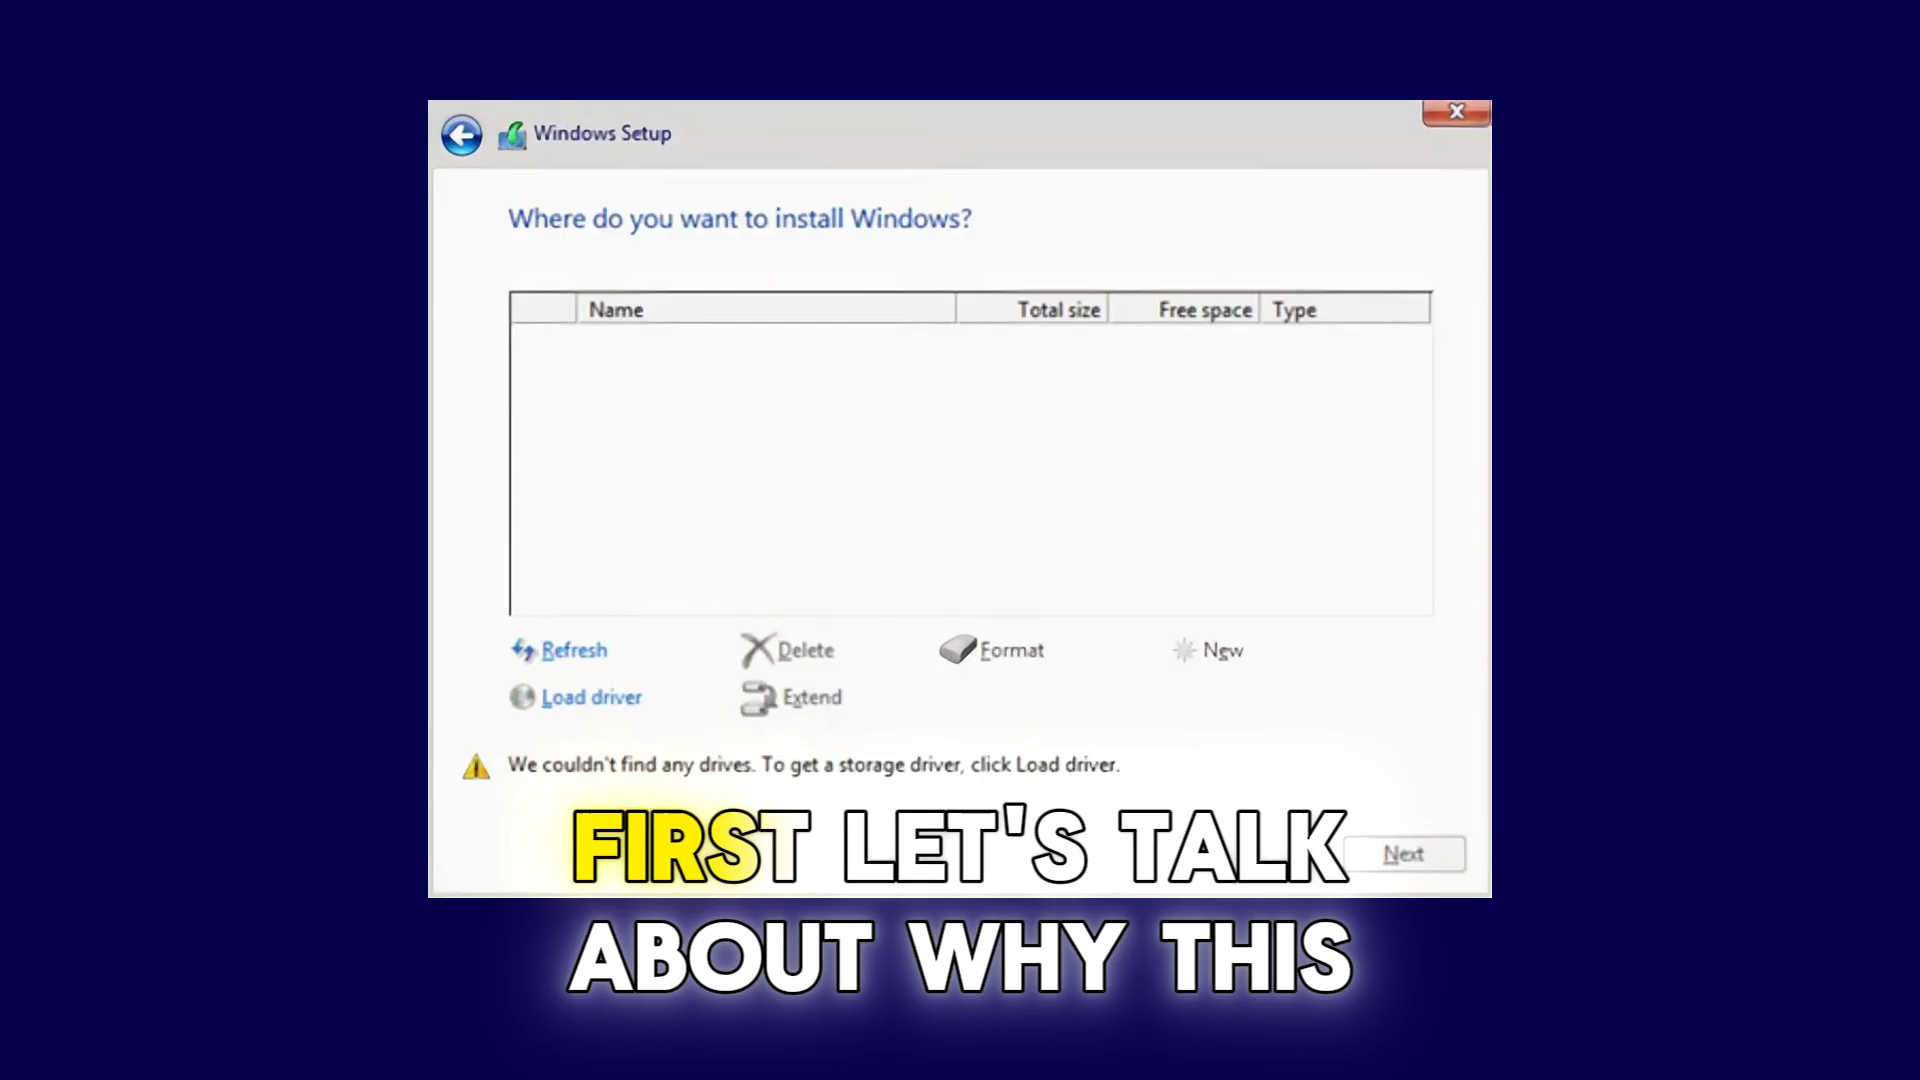 Windows Setup
Where do you want to install Windows?
Name Total size Free space Type
Refresh Delete Format New
Load driver Extend
We couldn't find any drives. To get a storage driver, click Load driver.
FIRST LET'S TALK
Next
ABOUT WHY THIS